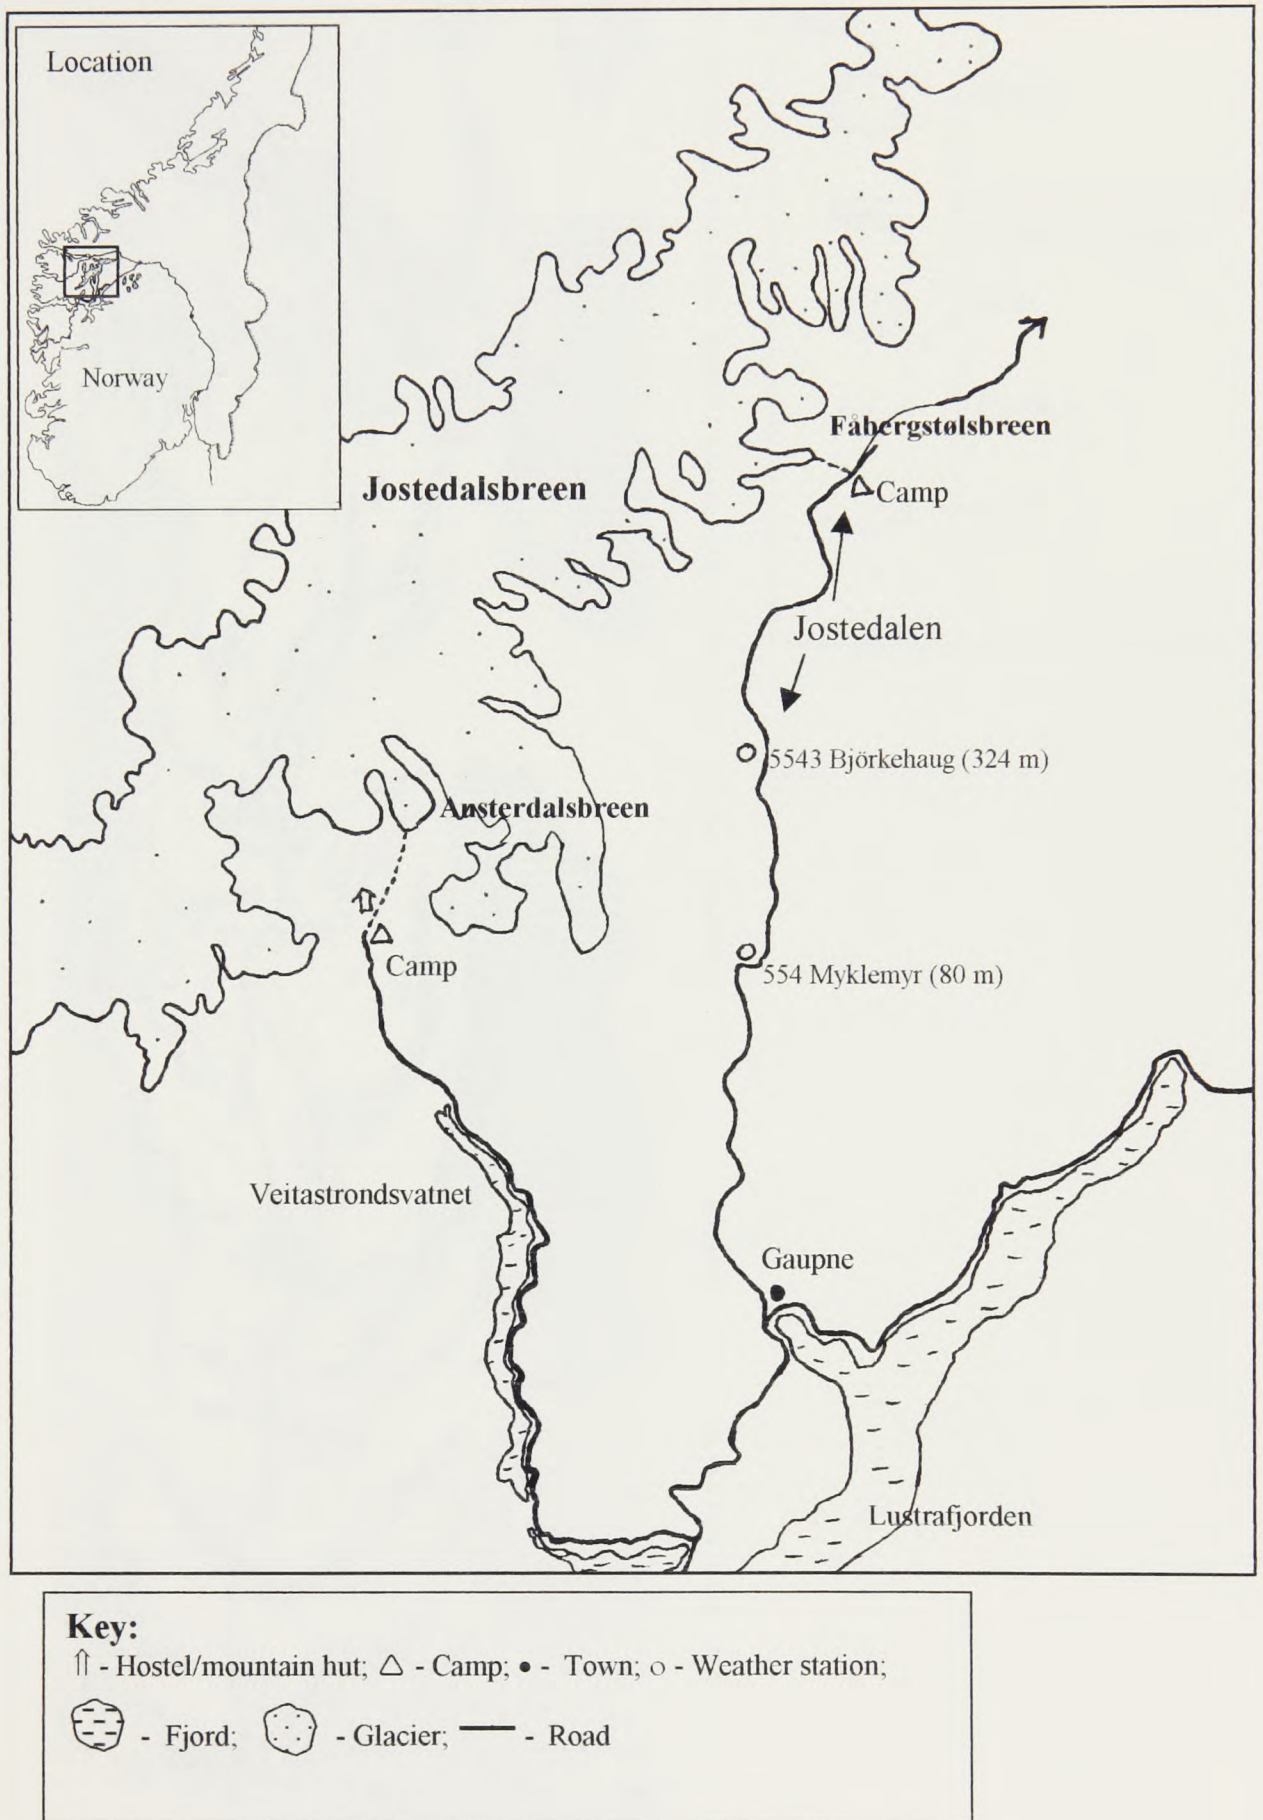 Location
Norway
Jostedalsbreen
Fåbergstølsbreen
Camp
Jostedalen
5543 Björkehaug (324 m)
Austerdalsbreen
Camp
554 Myklemyr (80 m)
Veitastrondsvatnet
Gaupne
Lustrafjorden
Key:
⇑ - Hostel/mountain hut; △ - Camp; • - Town; ○ - Weather station;
- Fjord; - Glacier; - Road